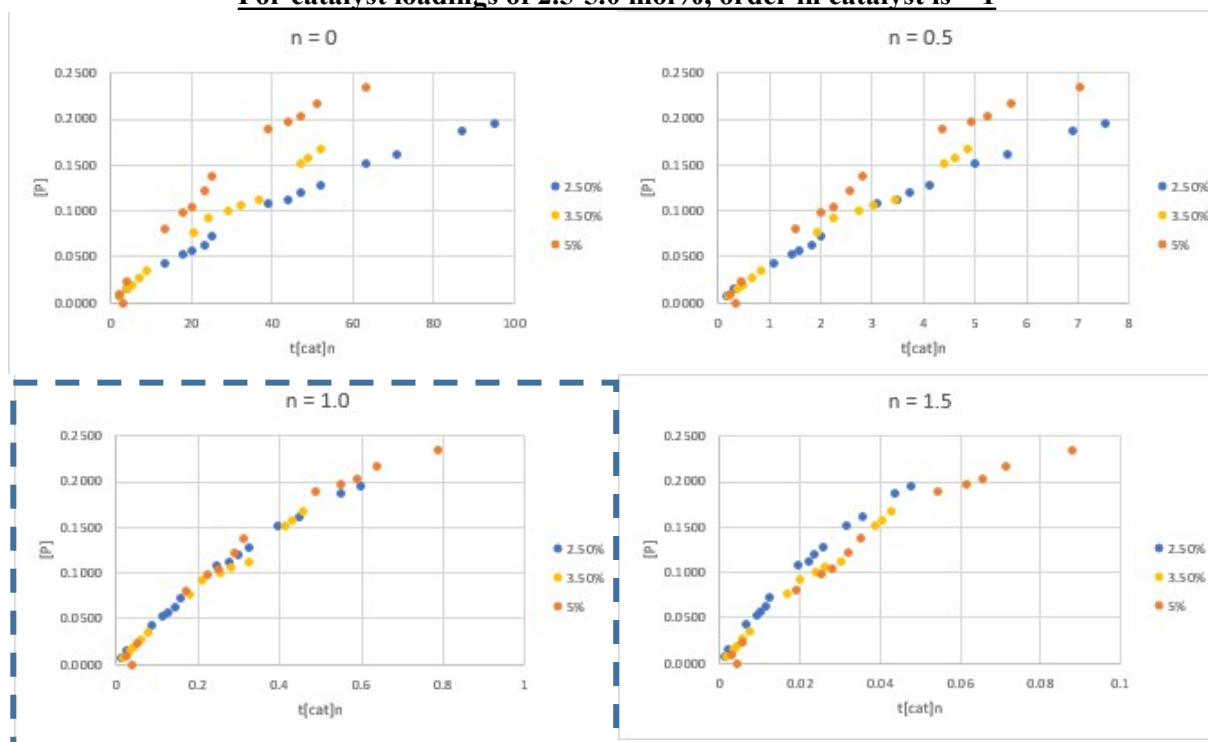 For catalyst loadings of 2.5-5.0 mol%, order in catalyst is ~ 1
n = 0
0.2500
0.2000
0.1500
0.1000
0.0500
0.0000
[P]
0 20 40 60 80 100
t[cat]n
2.50%
3.50%
5%
n = 0.5
0.2500
0.2000
0.1500
0.1000
0.0500
0.0000
[P]
0 1 2 3 4 5 6 7 8
t[cat]n
2.50%
3.50%
5%
n = 1.0
0.2500
0.2000
0.1500
0.1000
0.0500
0.0000
[P]
0 0.2 0.4 0.6 0.8 1
t[cat]n
2.50%
3.50%
5%
n = 1.5
0.2500
0.2000
0.1500
0.1000
0.0500
0.0000
[P]
0 0.02 0.04 0.06 0.08 0.1
t[cat]n
2.50%
3.50%
5%